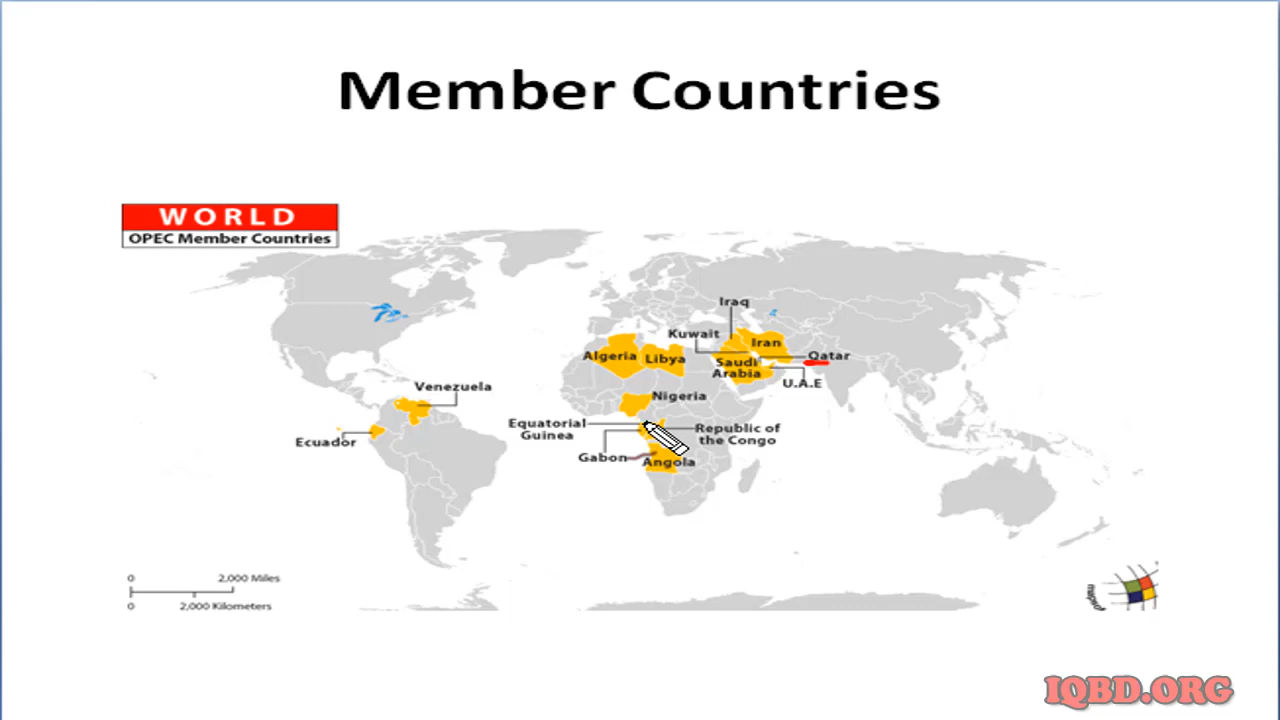 Member Countries
WORLD
OPEC Member Countries
Iraq
Kuwait
Iran
Algeria
Libya
Saudi
Arabia
Qatar
U.A.E
Venezuela
Nigeria
Equatorial
Guinea
Republic of
the Congo
Ecuador
Gabon
Angola
0
2,000 Miles
0
2,000 Kilometers
IQBD.ORG